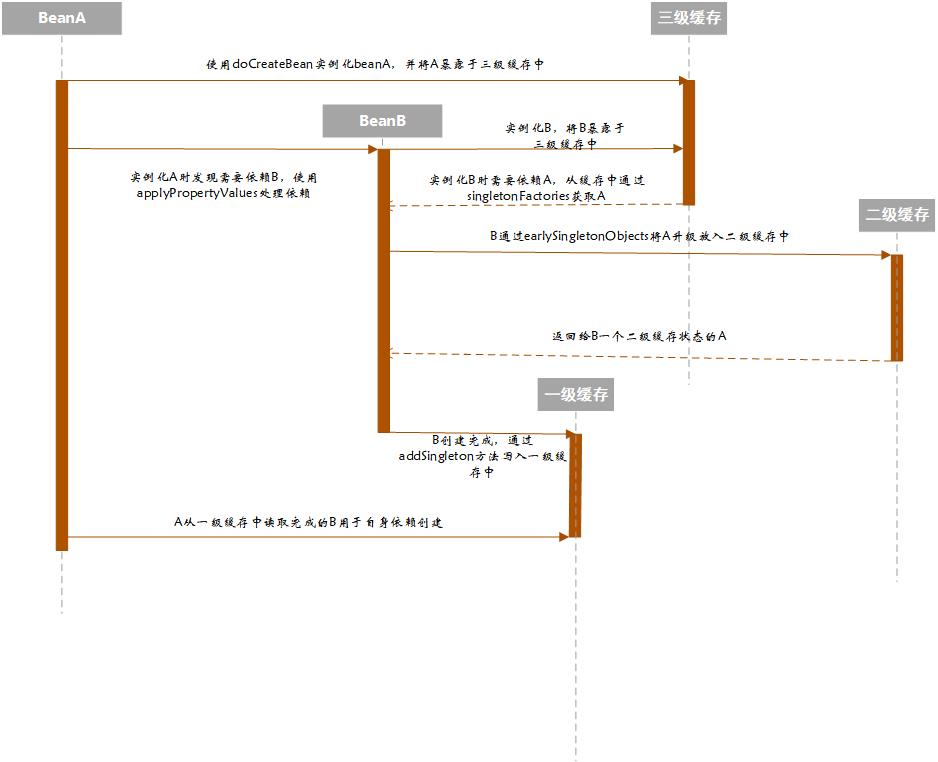 BeanA
三级缓存
使用doCreateBean实例化beanA，并将A暴露于三级缓存中
BeanB
实例化B，将B暴露于
三级缓存中
实例化A时发现需要依赖B，使用
applyPropertyValues处理依赖
实例化B时需要依赖A，从缓存中通过
singletonFactories获取A
二级缓存
B通过earlySingletonObjects将A升级放入二级缓存中
返回给B一个二级缓存状态的A
一级缓存
B创建完成，通过
addSingleton方法写入一级缓
存中
A从一级缓存中读取完成的B用于自身依赖创建